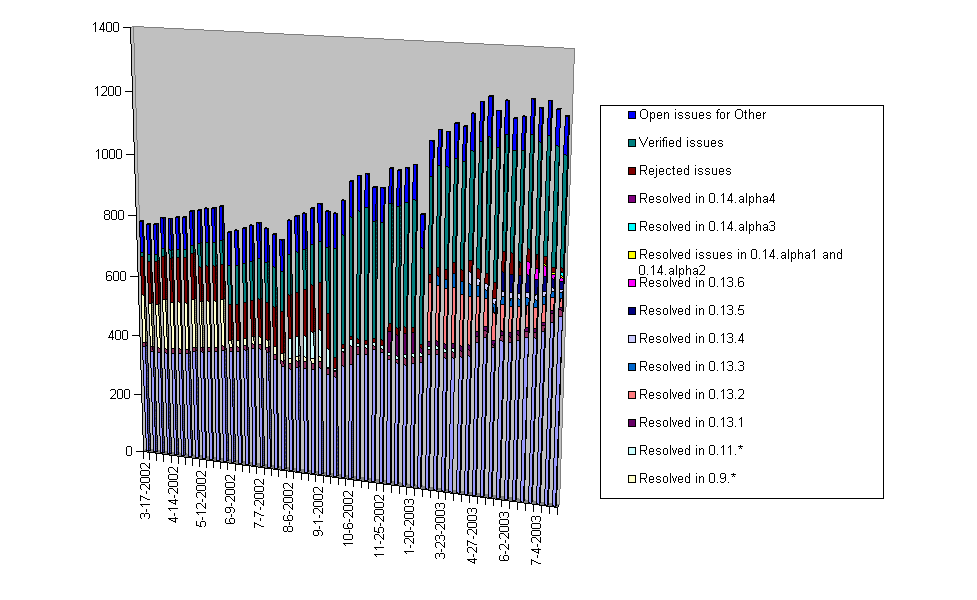 1400
1200
1000
800
600
400
200
0
3-17-2002
4-14-2002
5-12-2002
6-9-2002
7-7-2002
8-6-2002
9-1-2002
10-6-2002
11-25-2002
1-20-2003
3-23-2003
4-27-2003
6-2-2003
7-4-2003
Open issues for Other
Verified issues
Rejected issues
Resolved in 0.14.alpha4
Resolved in 0.14.alpha3
Resolved issues in 0.14.alpha1 and
0.14.alpha2
Resolved in 0.13.6
Resolved in 0.13.5
Resolved in 0.13.4
Resolved in 0.13.3
Resolved in 0.13.2
Resolved in 0.13.1
Resolved in 0.11.*
Resolved in 0.9.*